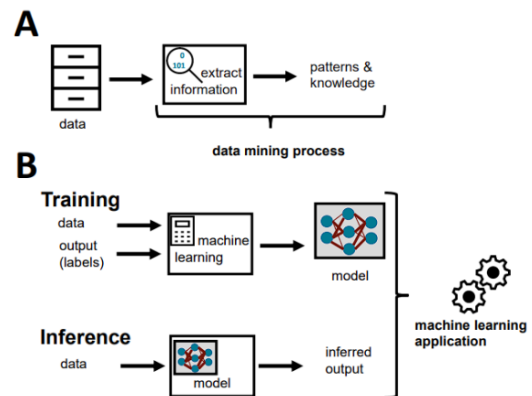 A
0
101
extract
information
patterns &
knowledge
data
data mining process
B
Training
data
output
(labels)
machine
learning
model
machine learning
application
Inference
data
model
inferred
output